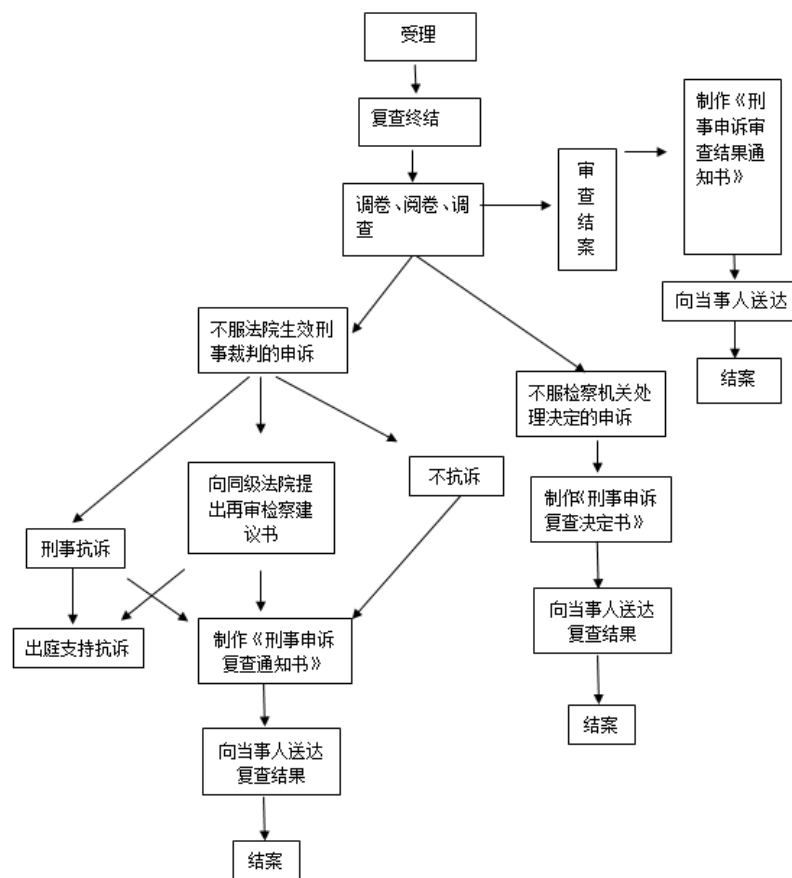 受理
复查终结
调卷、阅卷、调
查
审
查
结
案
制作《刑
事申诉审
查结果通
知书》
向当事人送达
结案
不服法院生效刑
事裁判的申诉
不服检察机关处
理决定的申诉
刑事抗诉
向同级法院提
出再审检察建
议书
不抗诉
制作《刑事申诉
复查决定书》
出庭支持抗诉
制作《刑事申诉
复查通知书》
向当事人送达
复查结果
结案
向当事人送达
复查结果
结案